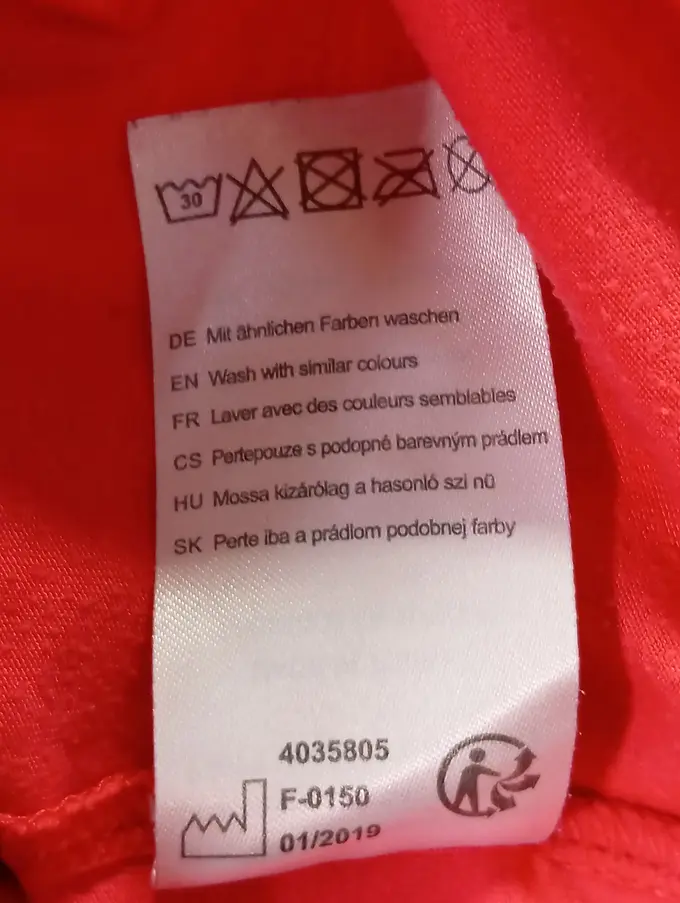 30
DE Mit ähnlichen Farben waschen
EN Wash with similar colours
FR Laver avec des couleurs semblables
CS Pertepouze s podopné barevným prádlem
HU Mossa kizárólag a hasonló szi nũ
SK Perte iba a prádlom podobnej farby
4035805
F-0150
01/2019